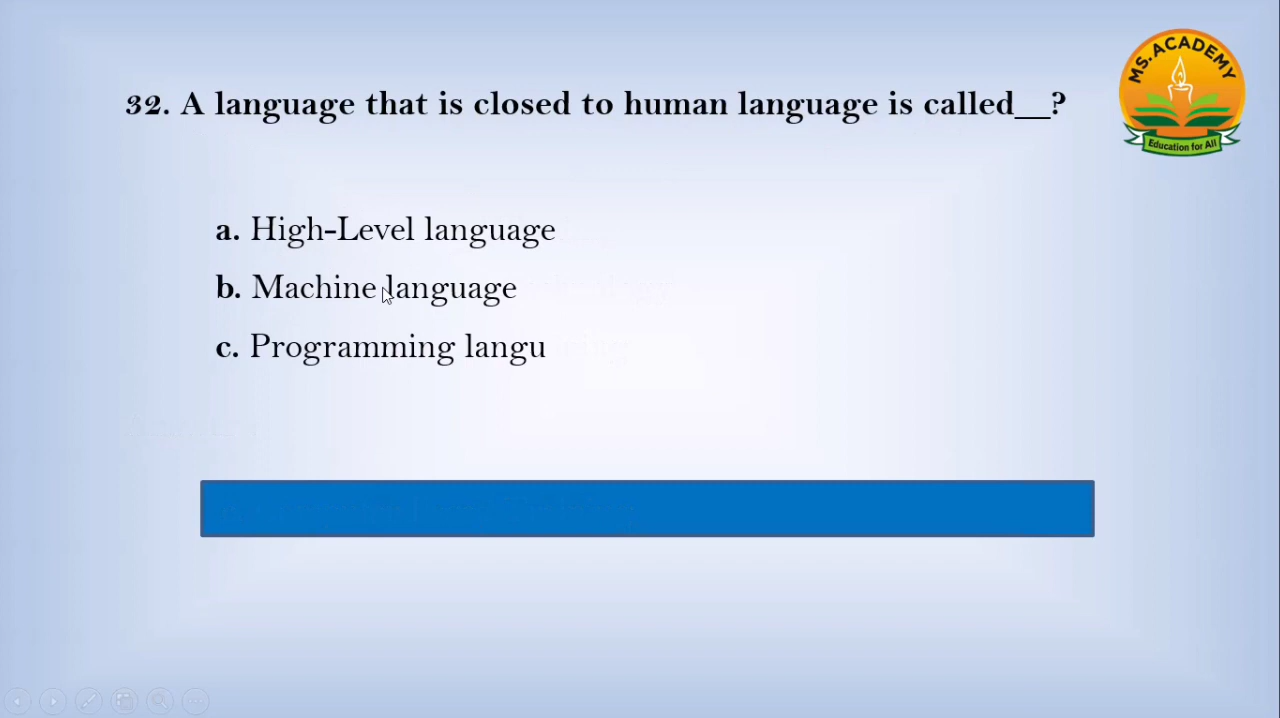 MS. ACADEMY
Education for All
32. A language that is closed to human language is called__?
a. High-Level language
b. Machine language
c. Programming langu